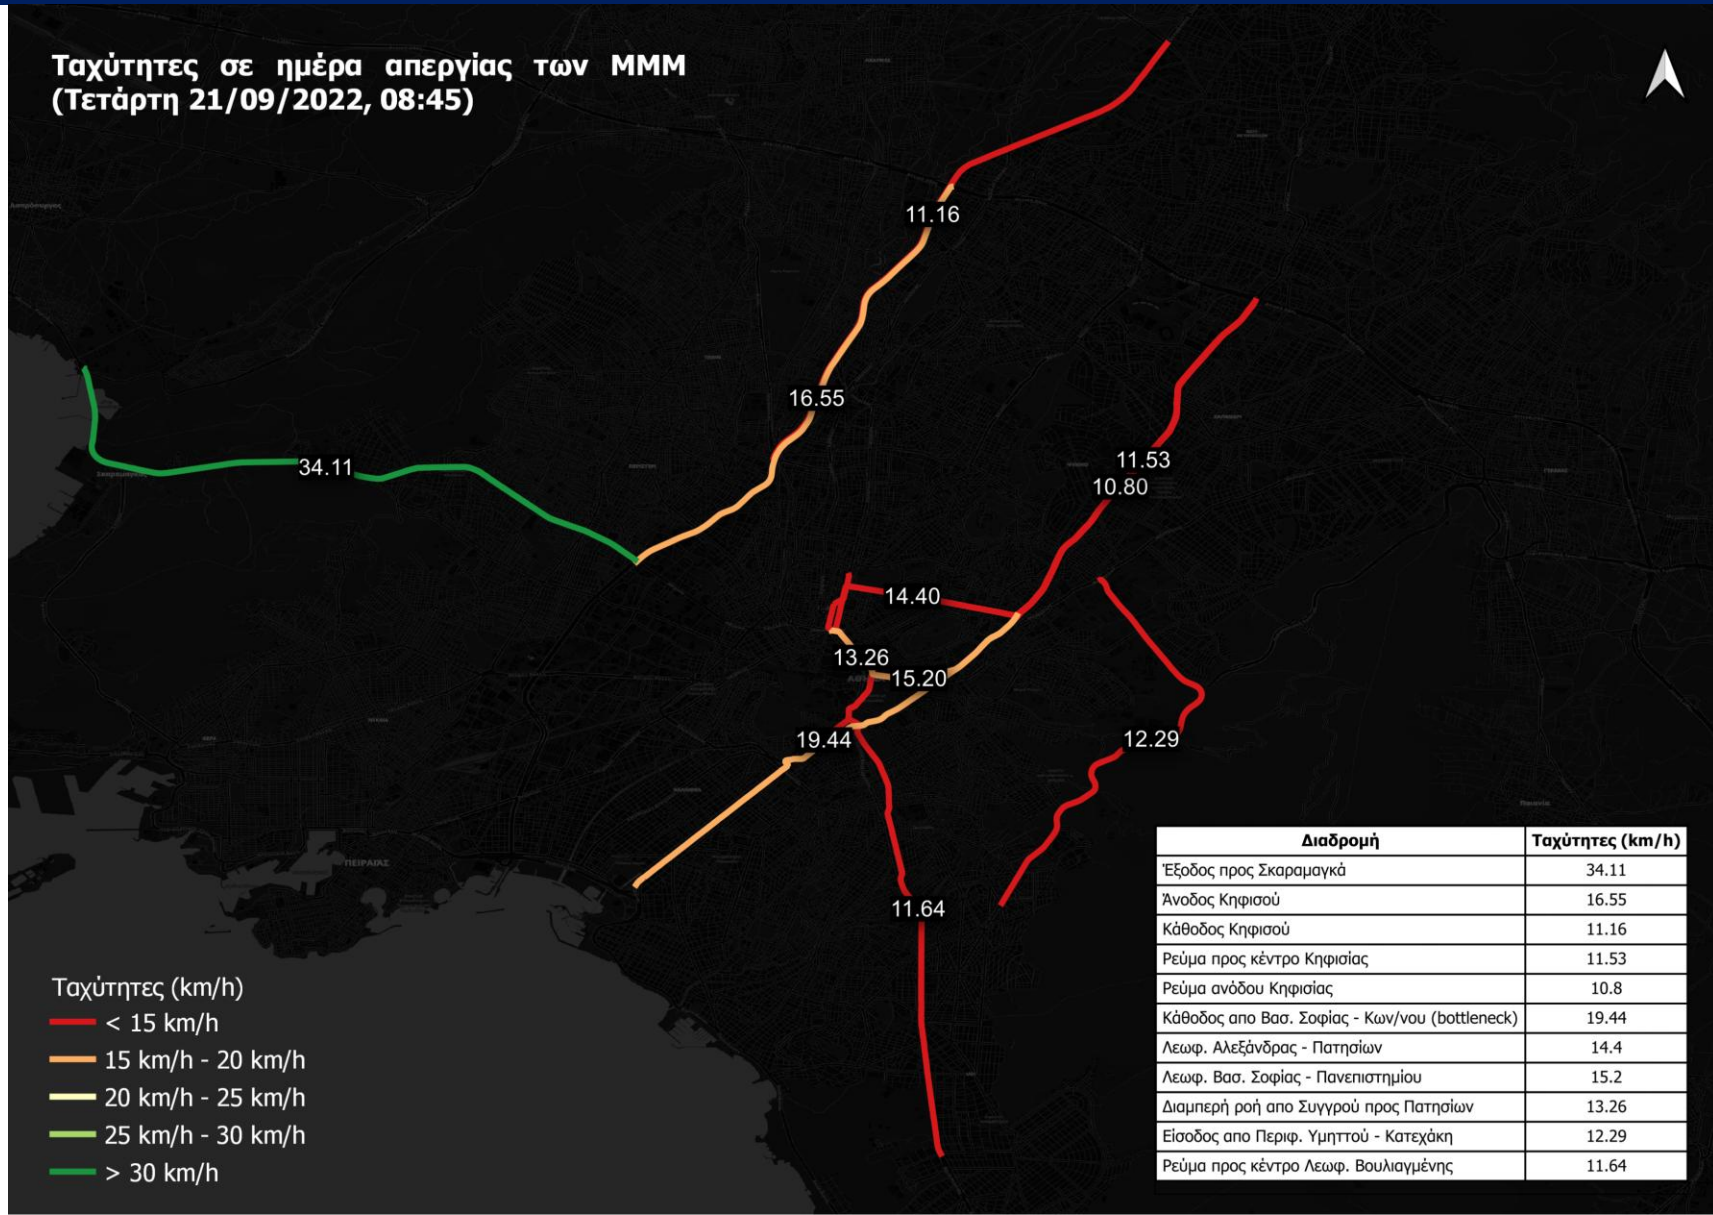 Ταχύτητες σε ημέρα απεργίας των ΜΜΜ
(Τετάρτη 21/09/2022, 08:45)
11.16
16.55
34.11
11.53
10.80
14.40
13.26
15.20
19.44
12.29
11.64
ΠΕΙΡΑΙΑΣ
Ταχύτητες (km/h)
< 15 km/h
15 km/h - 20 km/h
20 km/h - 25 km/h
25 km/h - 30 km/h
> 30 km/h
Διαδρομή Ταχύτητες (km/h)
Έξοδος προς Σκαραμαγκά 34.11
Άνοδος Κηφισού 16.55
Κάθοδος Κηφισού 11.16
Ρεύμα προς κέντρο Κηφισίας 11.53
Ρεύμα ανόδου Κηφισίας 10.8
Κάθοδος απο Βασ. Σοφίας - Κων/νου (bottleneck) 19.44
Λεωφ. Αλεξάνδρας - Πατησίων 14.4
Λεωφ. Βασ. Σοφίας - Πανεπιστημίου 15.2
Διαμπερή ροή απο Συγγρού προς Πατησίων 13.26
Είσοδος απο Περιφ. Υμηττού - Κατεχάκη 12.29
Ρεύμα προς κέντρο Λεωφ. Βουλιαγμένης 11.64